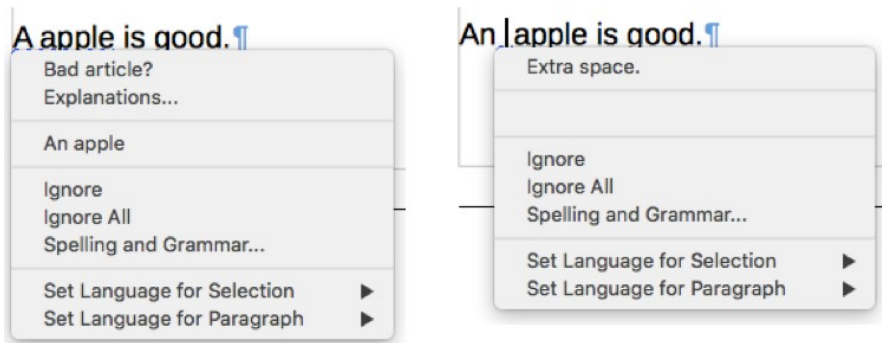 A apple is good.¶
Bad article?
Explanations...
An apple
Ignore
Ignore All
Spelling and Grammar...
Set Language for Selection
Set Language for Paragraph
An apple is good.¶
Extra space.
Ignore
Ignore All
Spelling and Grammar...
Set Language for Selection
Set Language for Paragraph